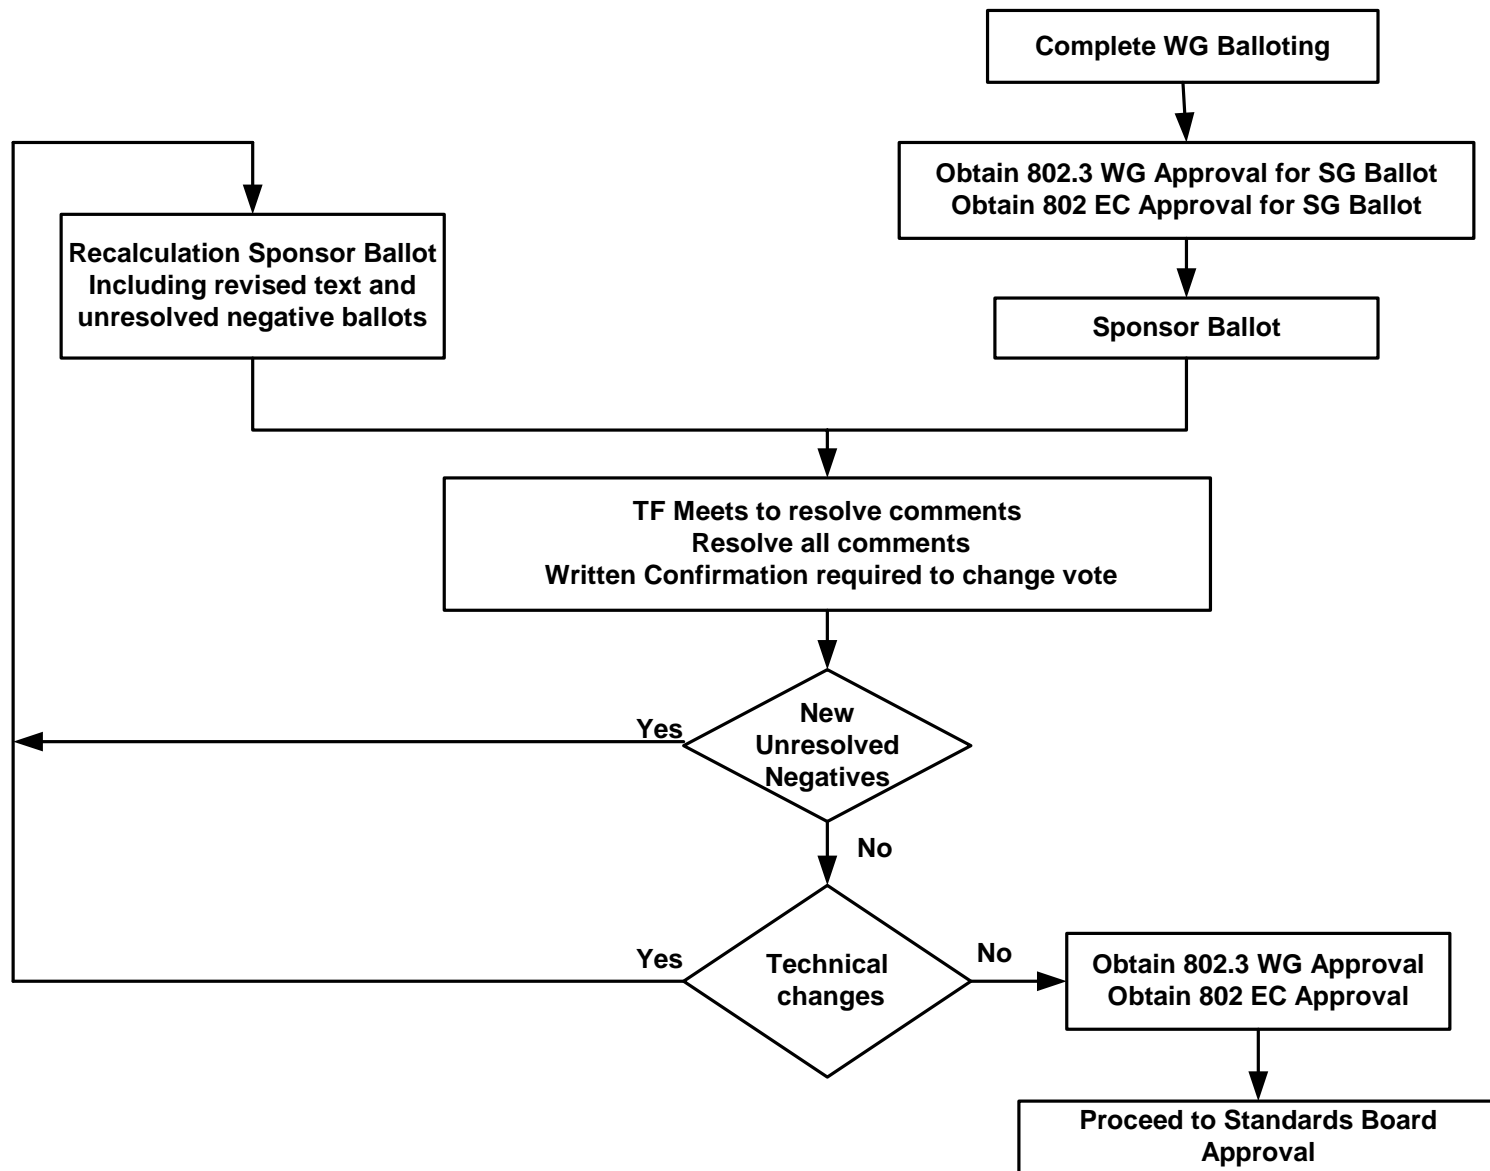 Complete WG Balloting
Obtain 802.3 WG Approval for SG Ballot
Obtain 802 EC Approval for SG Ballot
Recalculation Sponsor Ballot
Including revised text and
unresolved negative ballots
Sponsor Ballot
TF Meets to resolve comments
Resolve all comments
Written Confirmation required to change vote
Yes
New
Unresolved
Negatives
No
Yes
Technical
changes
No
Obtain 802.3 WG Approval
Obtain 802 EC Approval
Proceed to Standards Board
Approval